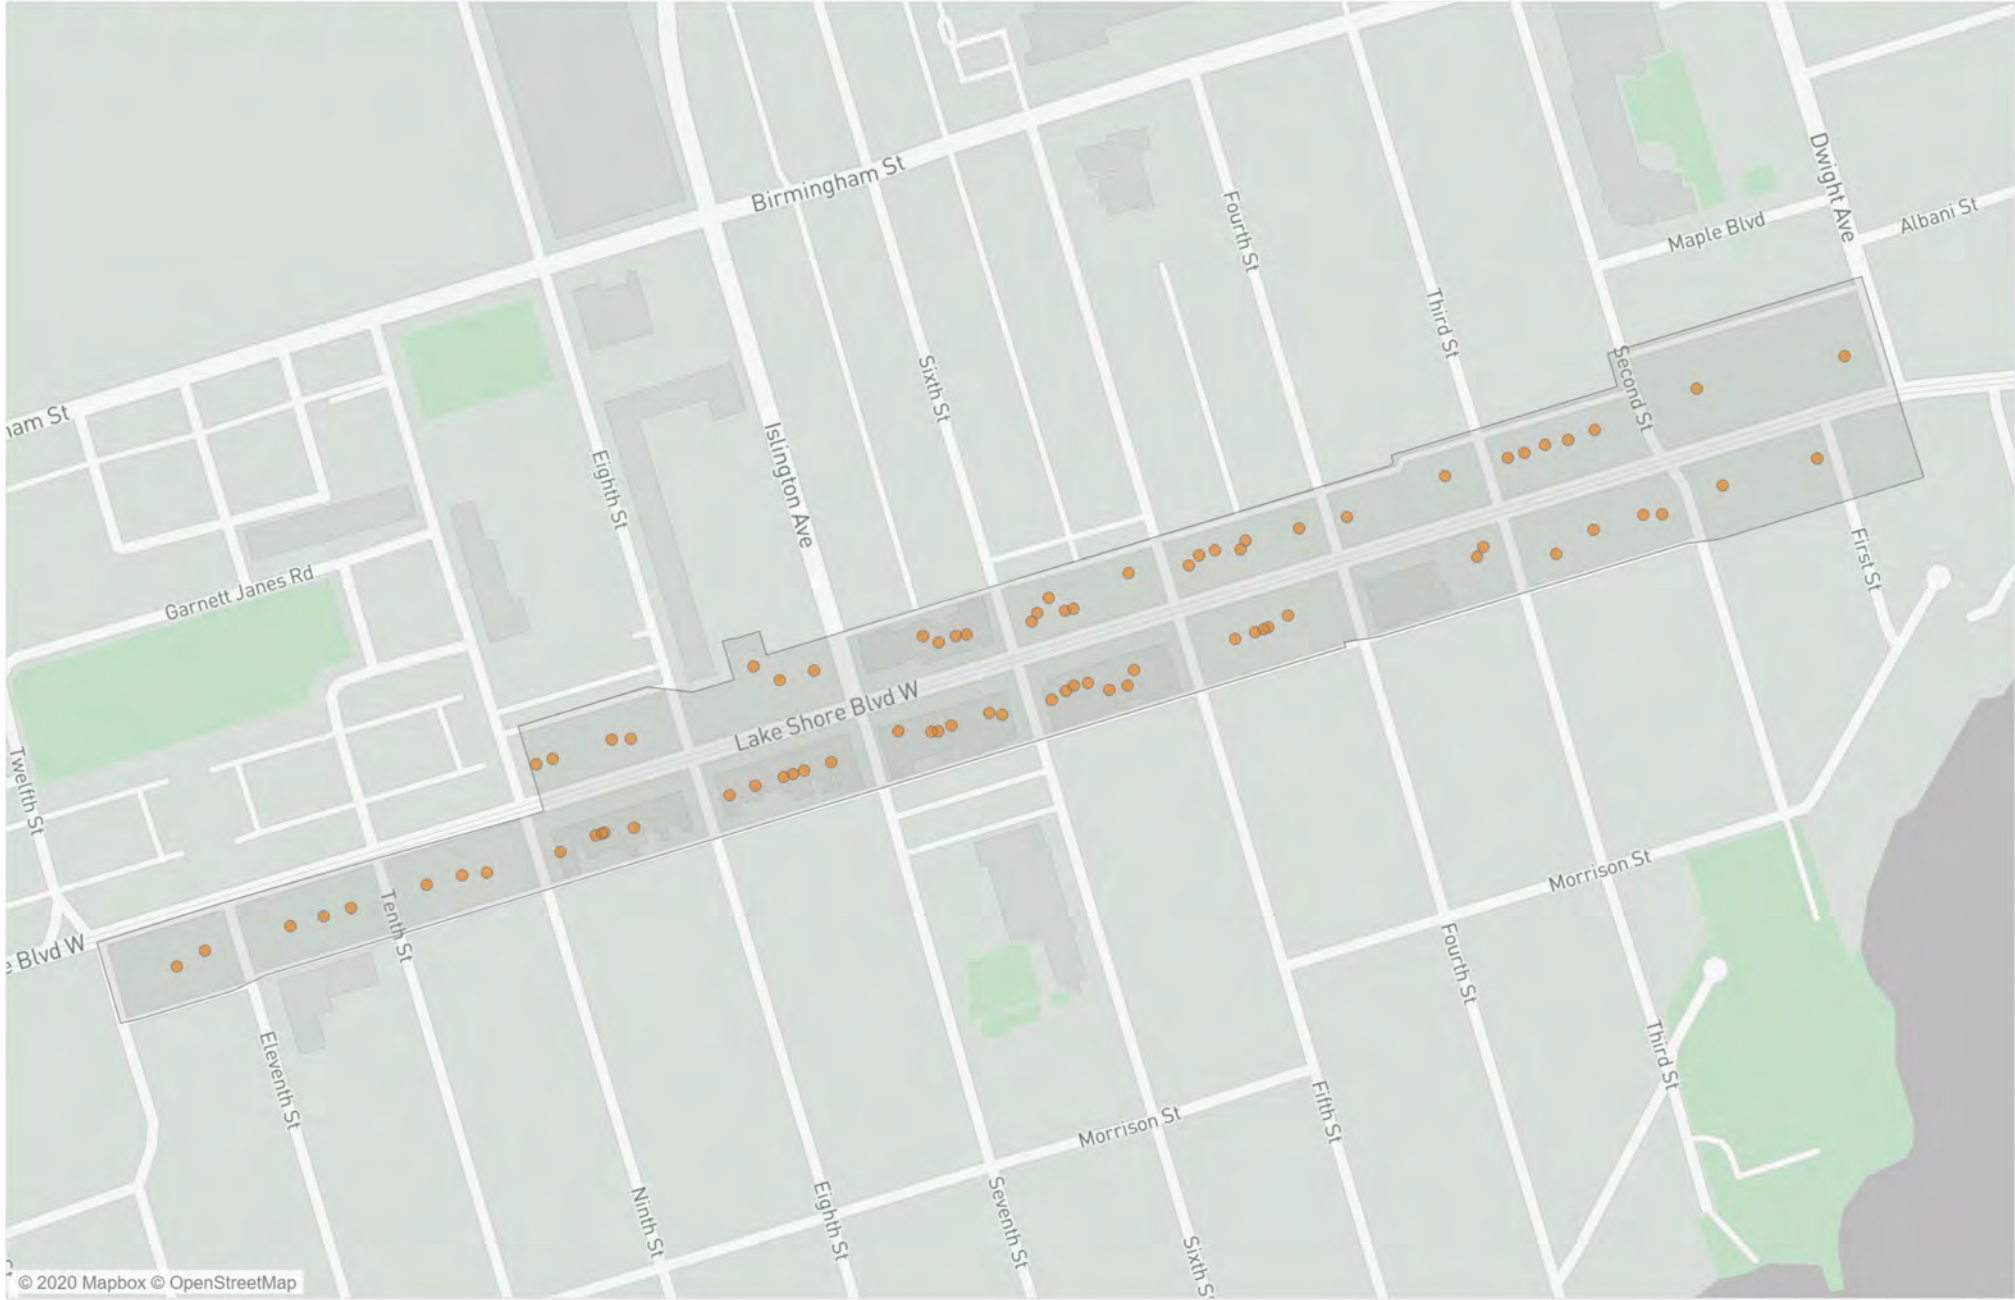 Birmingham St
Dwight Ave
Albani St
Maple Blvd
Fourth St
Third St
Second St
Sixth St
ham St
Islington Ave
Eighth St
First St
Garnett Janes Rd
Lake Shore Blvd W
Twelfth St
Morrison St
Tenth St
Blvd W
Fourth St
Third St
Eleventh St
Fifth St
Morrison St
Ninth St
Eighth St
Seventh St
Sixth S
© 2020 Mapbox © OpenStreetMap